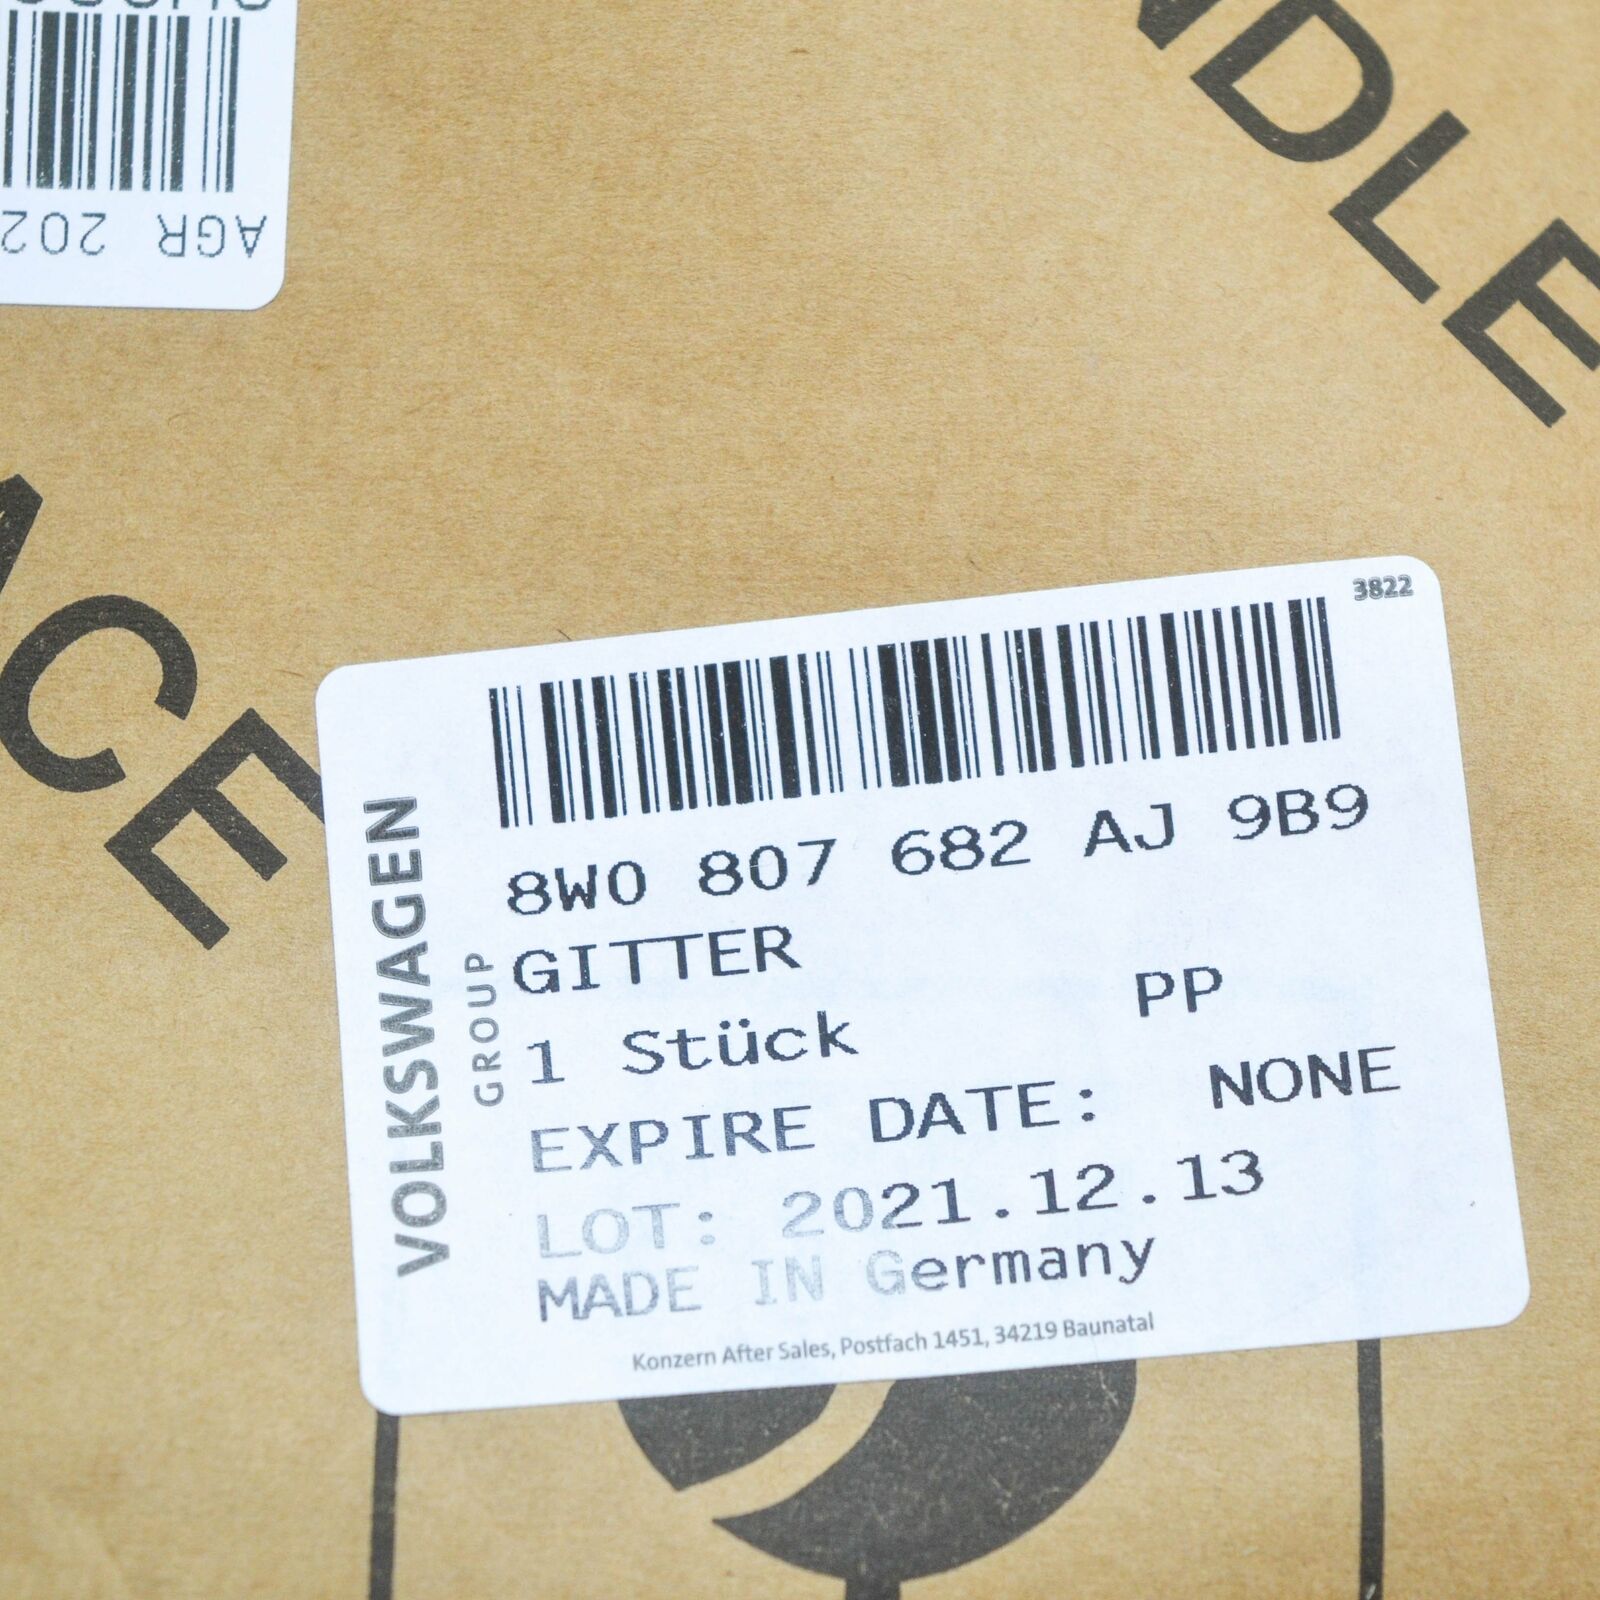 AGR 202
NDLE
ACE
3822
8W0 807 682 AJ 9B9
GITTER
1 Stück PP
EXPIRE DATE: NONE
LOT: 2021.12.13
MADE IN Germany
Konzern After Sales, Postfach 1451, 34219 Baunatal
VOLKSWAGEN
GROUP